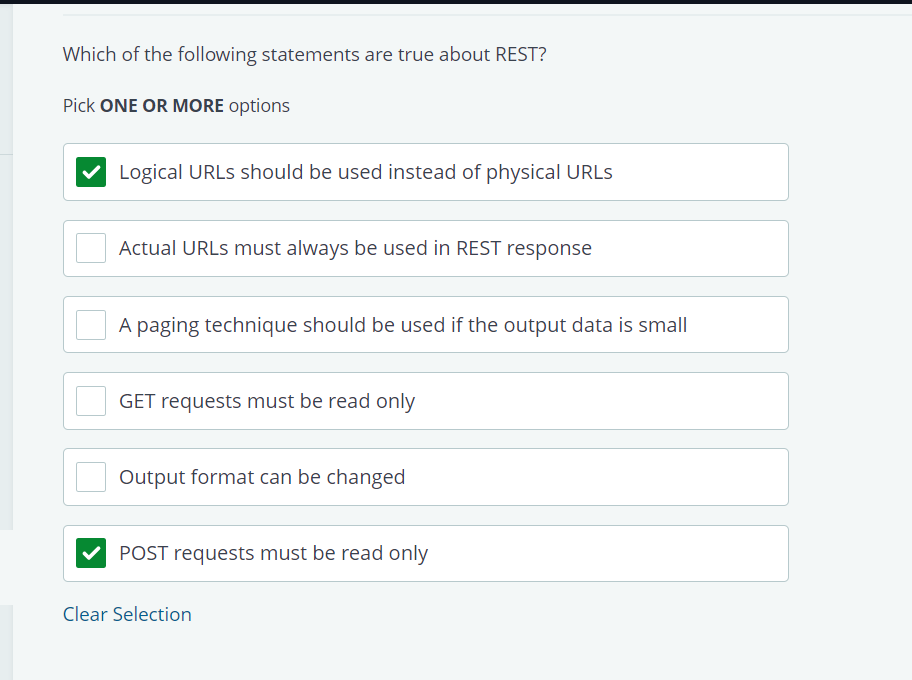 Which of the following statements are true about REST?
Pick ONE OR MORE options
Logical URLs should be used instead of physical URLs
Actual URLs must always be used in REST response
A paging technique should be used if the output data is small
GET requests must be read only
Output format can be changed
POST requests must be read only
Clear Selection